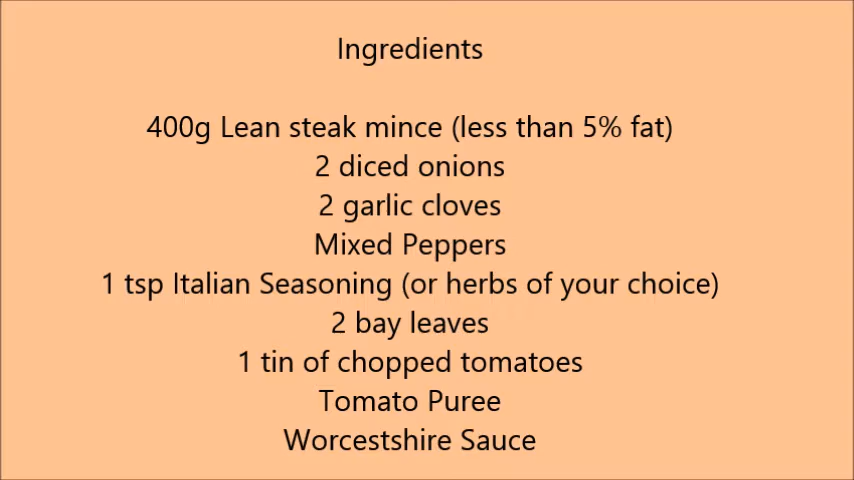 Ingredients
400g Lean steak mince (less than 5% fat)
2 diced onions
2 garlic cloves
Mixed Peppers
1 tsp Italian Seasoning (or herbs of your choice)
2 bay leaves
1 tin of chopped tomatoes
Tomato Puree
Worcestshire Sauce